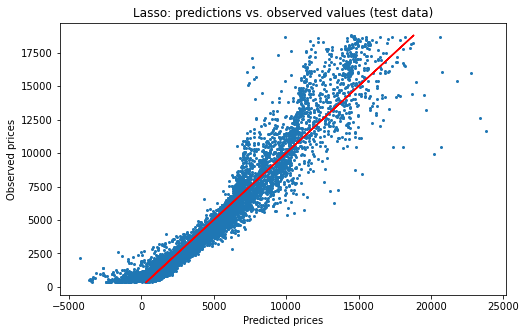 Lasso: predictions vs. observed values (test data)
Observed prices
17500
15000
12500
10000
7500
5000
2500
0
−5000 0 5000 10000 15000 20000 25000
Predicted prices